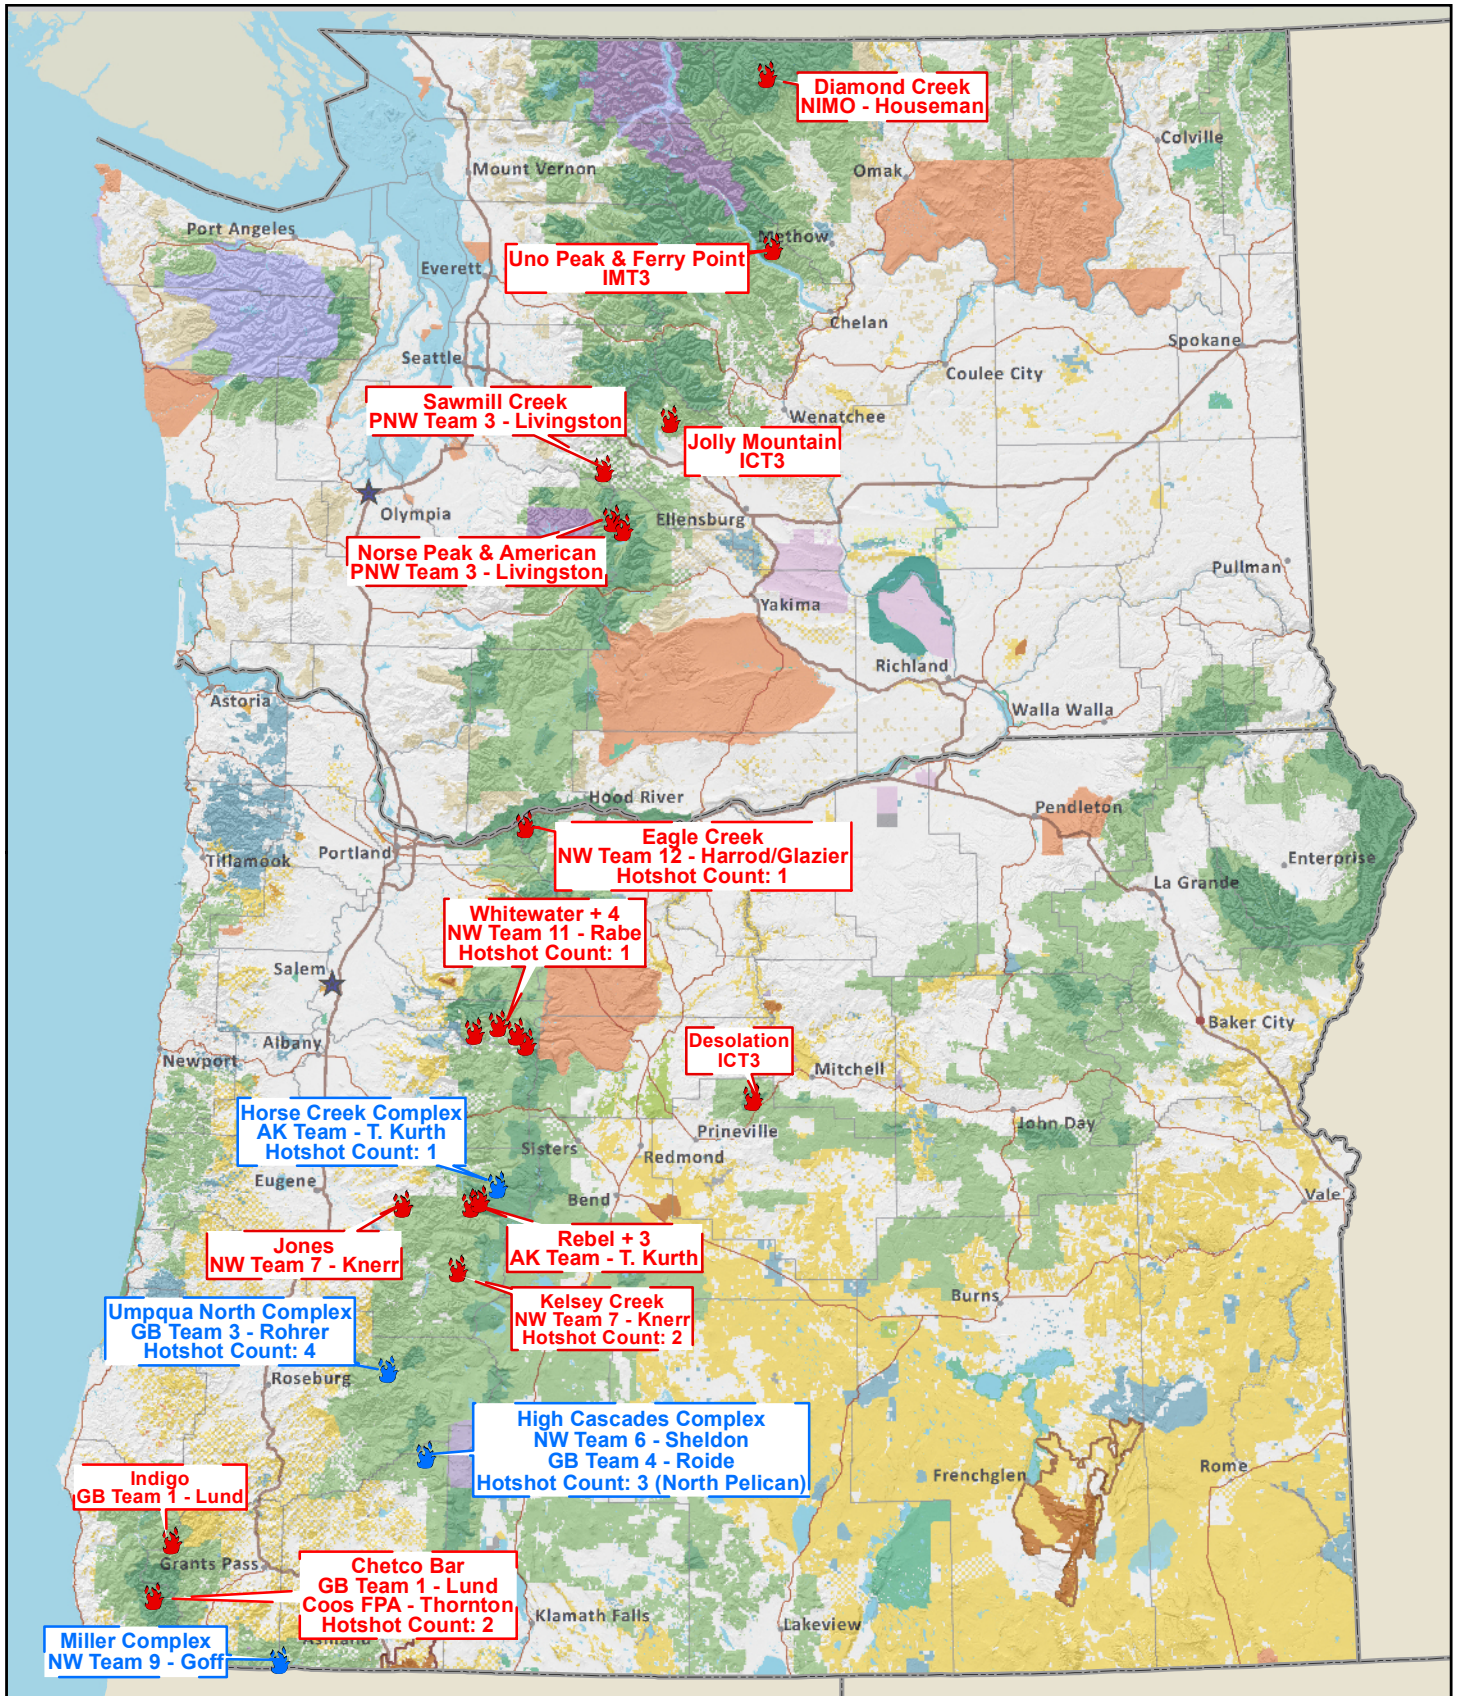 Diamond Creek
NIMO - Houseman
Colville
Mount Vernon
Omak
Port Angeles
Methow
Uno Peak & Ferry Point
IMT3
Everett
Chelan
Spokane
Seattle
Coulee City
Sawmill Creek
PNW Team 3 - Livingston
Wenatchee
Jolly Mountain
ICT3
Olympia
Ellensburg
Norse Peak & American
PNW Team 3 - Livingston
Pullman
Yakima
Richland
Astoria
Walla Walla
Hood River
Pendleton
Eagle Creek
NW Team 12 - Harrod/Glazier
Hotshot Count: 1
Portland
Tillamook
Enterprise
La Grande
Whitewater + 4
NW Team 11 - Rabe
Hotshot Count: 1
Salem
Baker City
Albany
Desolation
ICT3
Newport
Mitchell
Horse Creek Complex
AK Team - T. Kurth
Hotshot Count: 1
John Day
Prineville
Sisters
Redmond
Eugene
Bend
Vale
Jones
NW Team 7 - Knerr
Rebel + 3
AK Team - T. Kurth
Kelsey Creek
NW Team 7 - Knerr
Hotshot Count: 2
Burns
Umpqua North Complex
GB Team 3 - Rohrer
Hotshot Count: 4
Roseburg
High Cascades Complex
NW Team 6 - Sheldon
GB Team 4 - Roide
Hotshot Count: 3 (North Pelican)
Frenchglen
Rome
Indigo
GB Team 1 - Lund
Grants Pass
Chetco Bar
GB Team 1 - Lund
Coos FPA - Thornton
Hotshot Count: 2
Klamath Falls
Lakeview
Ashland
Miller Complex
NW Team 9 - Goff